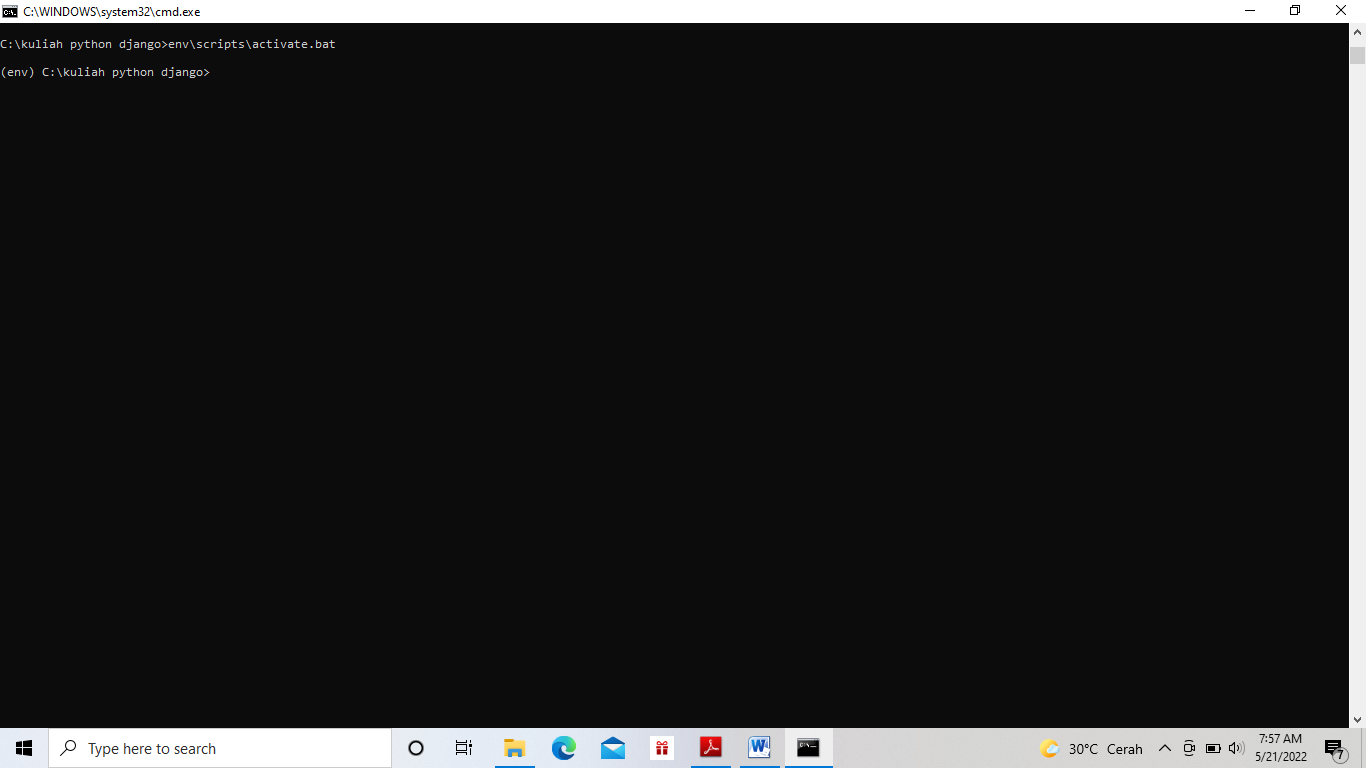 C:\WINDOWS\system32\cmd.exe
C:\kuliah python django>env\scripts\activate.bat
(env) C:\kuliah python django>
Type here to search
30°C Cerah
7:57 AM
5/21/2022
7